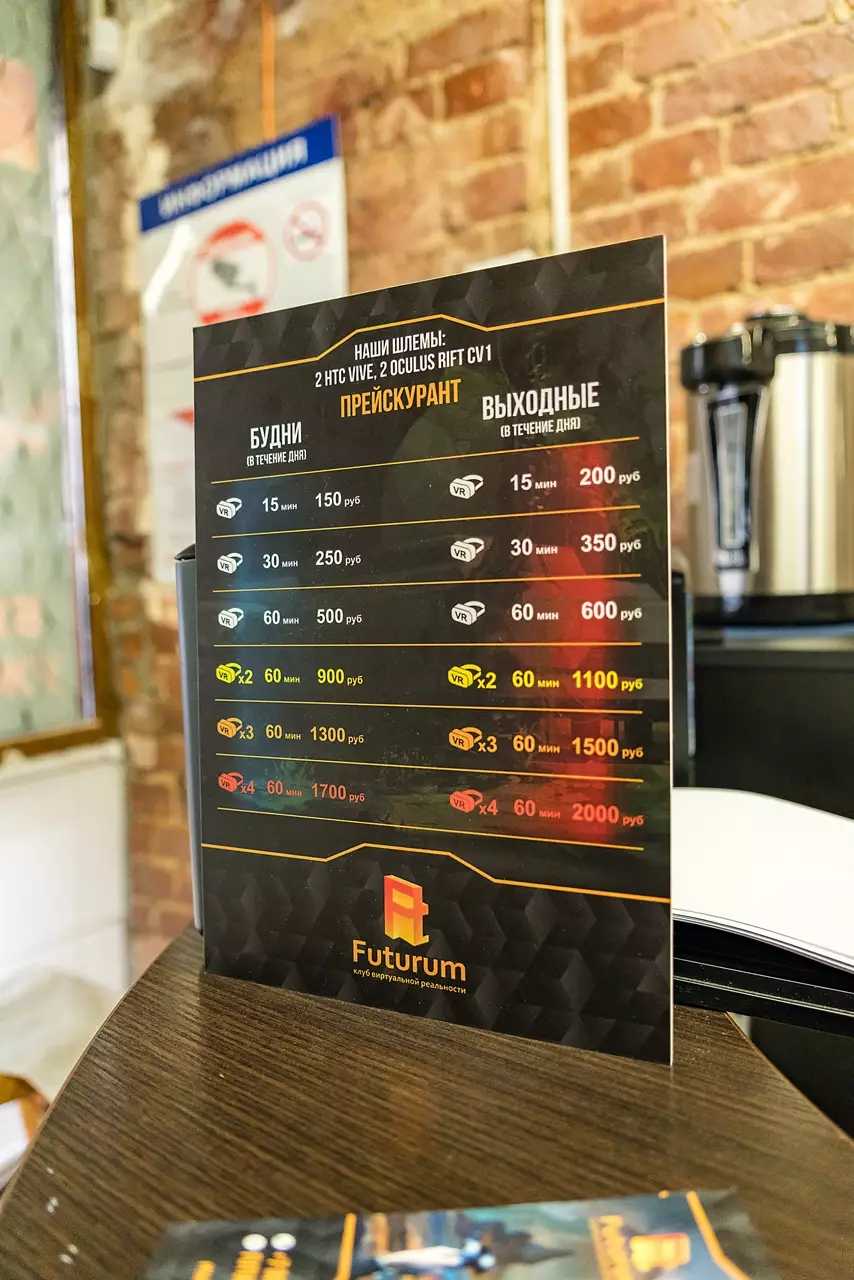 ИНФОРМАЦИЯ
НАШИ ШЛЕМЫ:
2 HTC VIVE, 2 OCULUS RIFT CV1
ПРЕЙСКУРАНТ
БУДНИ
(В ТЕЧЕНИЕ ДНЯ)
VR 15 мин 150 руб
VR 30 мин 250 руб
VR 60 мин 500 руб
VR x2 60 мин 900 руб
VR x3 60 мин 1300 руб
VR x4 60 мин 1700 руб
ВЫХОДНЫЕ
(В ТЕЧЕНИЕ ДНЯ)
VR 15 мин 200 руб
VR 30 мин 350 руб
VR 60 мин 600 руб
VR x2 60 мин 1100 руб
VR x3 60 мин 1500 руб
VR x4 60 мин 2000 руб
Futurum
клуб виртуальной реальности